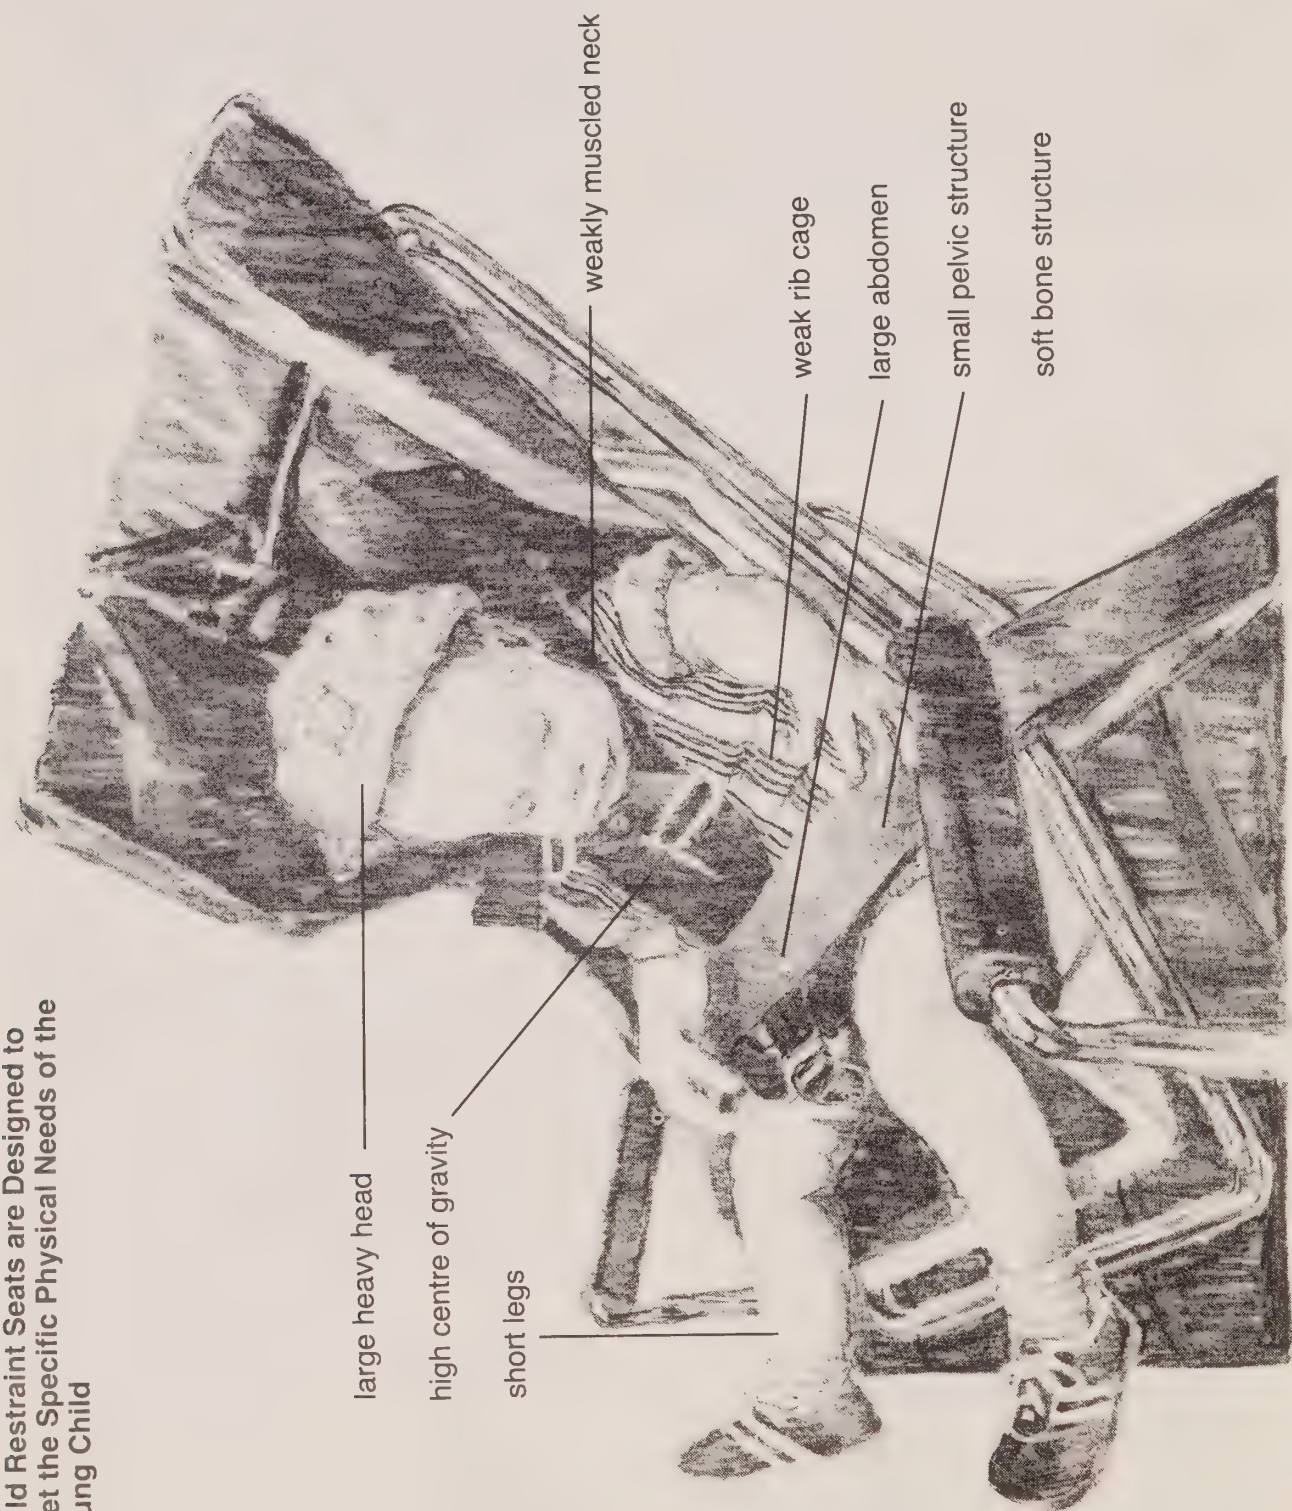 ld Restraint Seats are Designed to
et the Specific Physical Needs of the
ung Child
large heavy head
high centre of gravity
short legs
weakly muscled neck
weak rib cage
large abdomen
small pelvic structure
soft bone structure